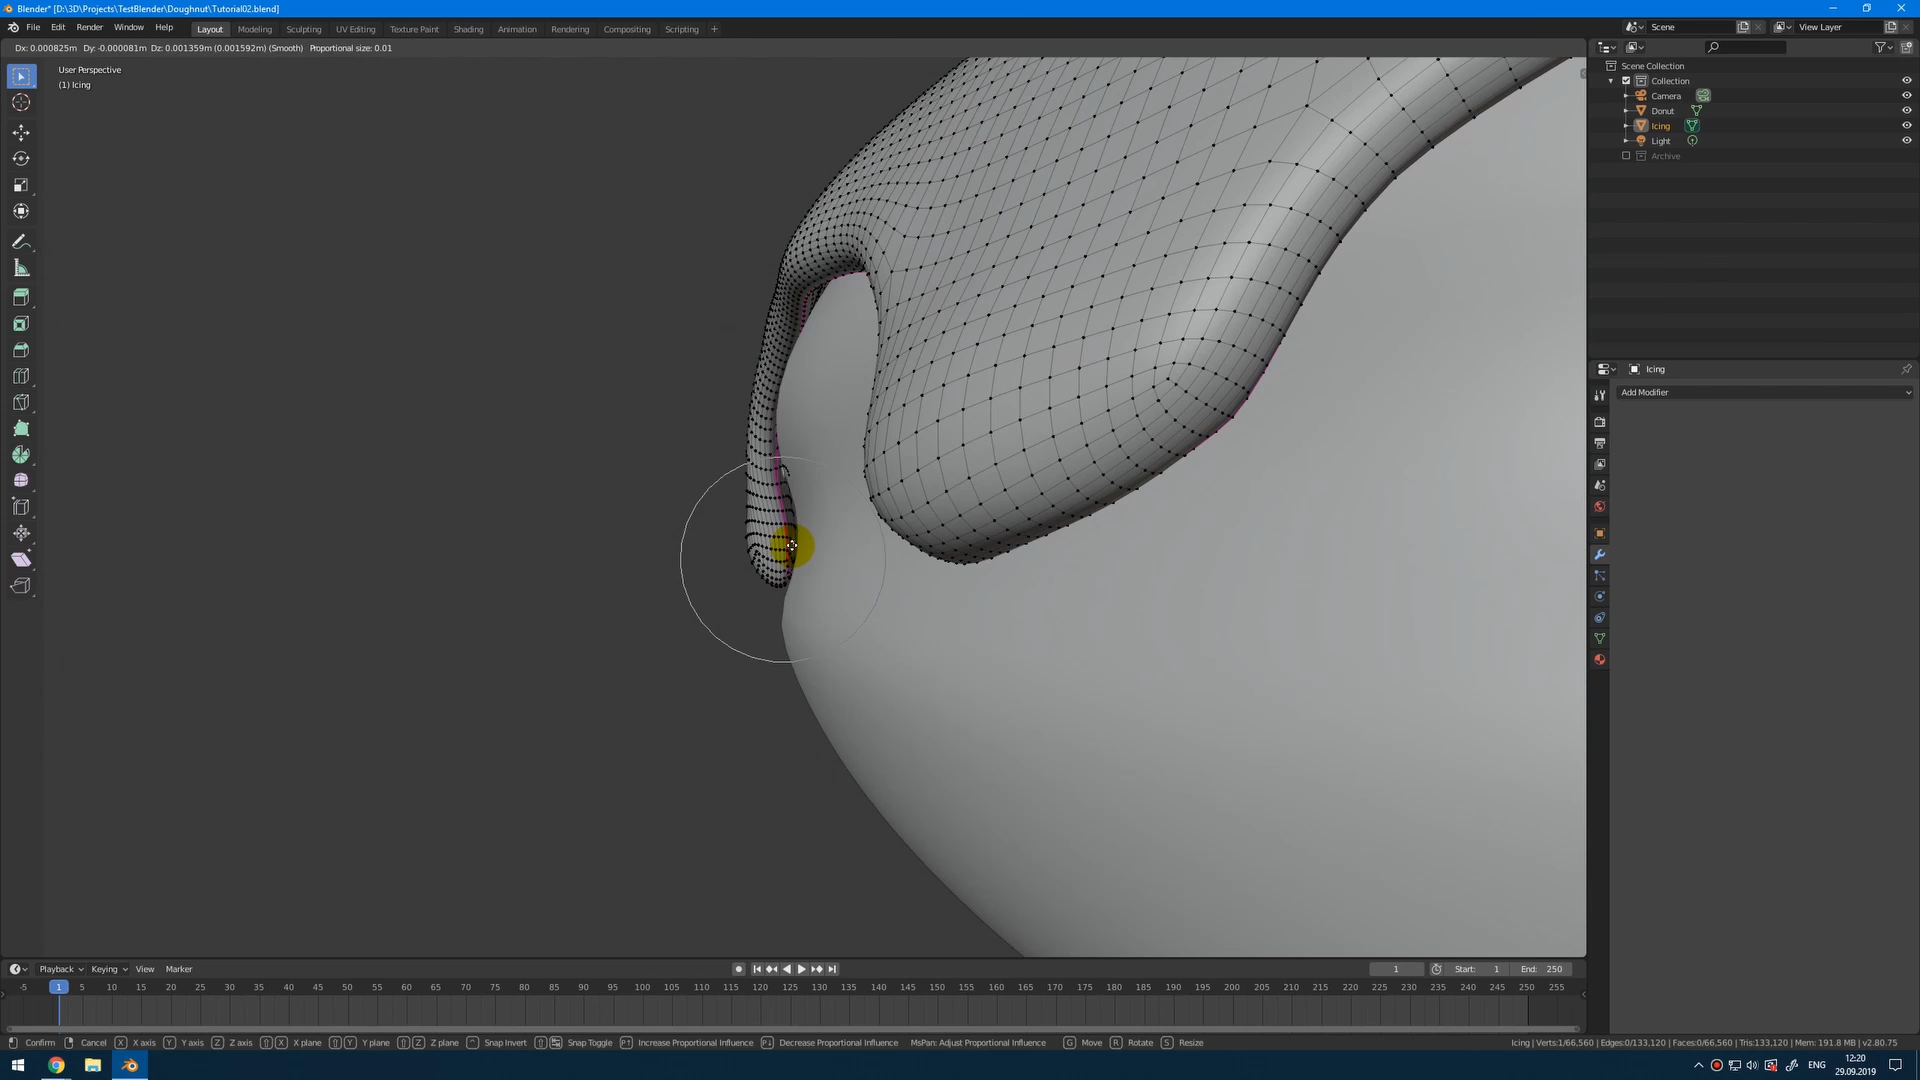 Blender* [D:\3D\Projects\TestBlender\Doughnut\Tutorial02.blend]
File Edit Render Window Help Layout Modeling Sculpting UV Editing Texture Paint Shading Animation Rendering Compositing Scripting + Scene View Layer
Dx: 0.000825m Dy: -0.000081m Dz: 0.001359m (0.001592m) (Smooth) Proportional size: 0.01
User Perspective
(1) Icing
Scene Collection
Collection
Camera
Donut
Icing
Light
Archive
Icing
Add Modifier
Playback Keying View Marker 1 Start: 1 End: 250
-5 1 5 10 15 20 25 30 35 40 45 50 55 60 65 70 75 80 85 90 95 100 105 110 115 120 125 130 135 140 145 150 155 160 165 170 175 180 185 190 195 200 205 210 215 220 225 230 235 240 245 250 255
Confirm Cancel X X axis Y Y axis Z Z axis X X plane Y Y plane Z Z plane Snap Invert Snap Toggle Increase Proportional Influence Decrease Proportional Influence MsPan: Adjust Proportional Influence G Move R Rotate S Resize Icing | Verts:1/66,560 | Edges:0/133,120 | Faces:0/66,560 | Tris:133,120 | Mem: 191.8 MB | v2.80.75
ENG
12:20
29.09.2019